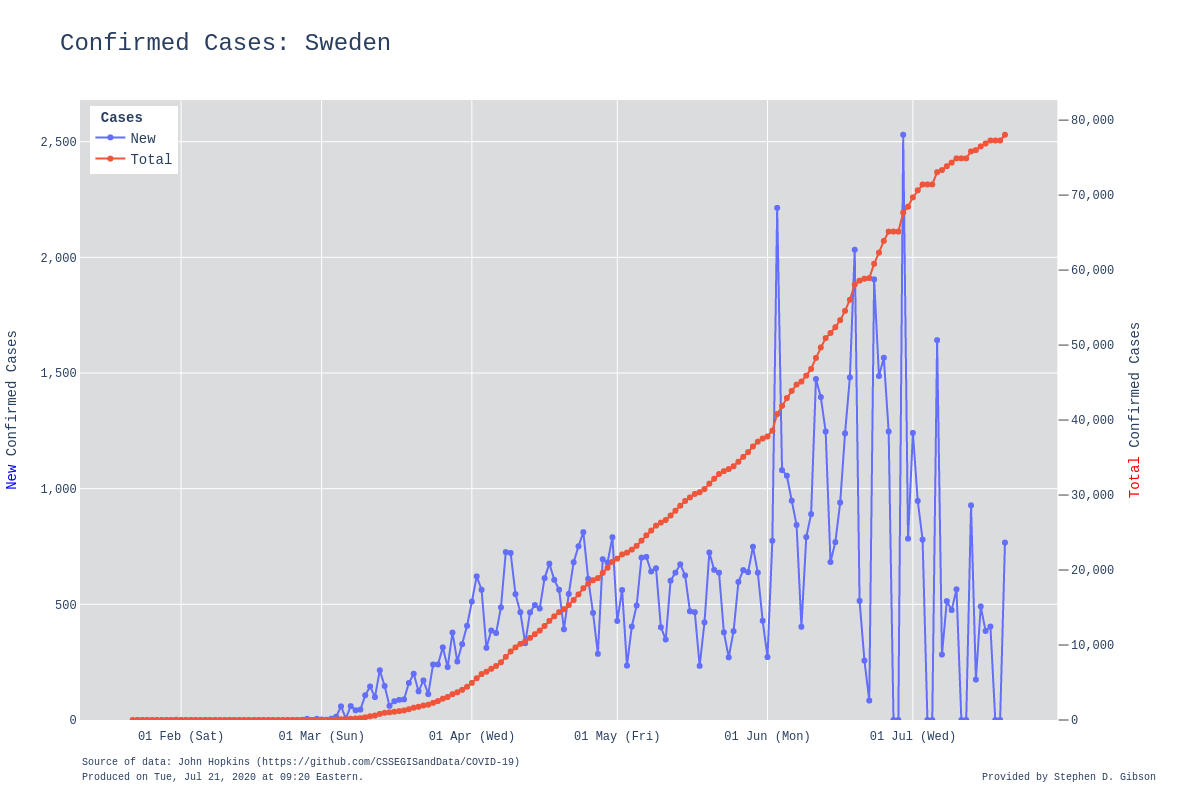 Confirmed Cases: Sweden
Cases
New
Total
2,500
2,000
1,500
1,000
500
0
80,000
70,000
60,000
50,000
40,000
30,000
20,000
10,000
0
New Confirmed Cases
Total Confirmed Cases
01 Feb (Sat)
01 Mar (Sun)
01 Apr (Wed)
01 May (Fri)
01 Jun (Mon)
01 Jul (Wed)
Source of data: John Hopkins (https://github.com/CSSEGISandData/COVID-19)
Produced on Tue, Jul 21, 2020 at 09:20 Eastern.
Provided by Stephen D. Gibson